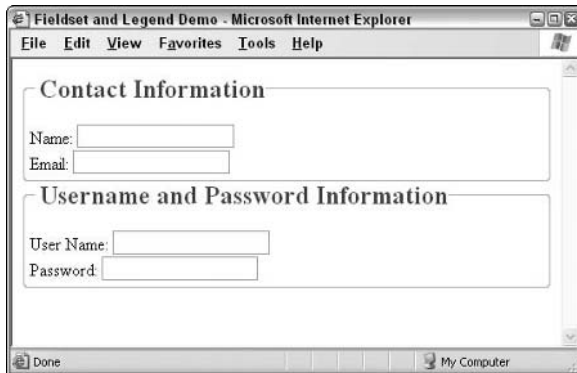 Fieldset and Legend Demo - Microsoft Internet Explorer
File Edit View Favorites Tools Help
Contact Information
Name:
Email:
Username and Password Information
User Name:
Password:
Done My Computer